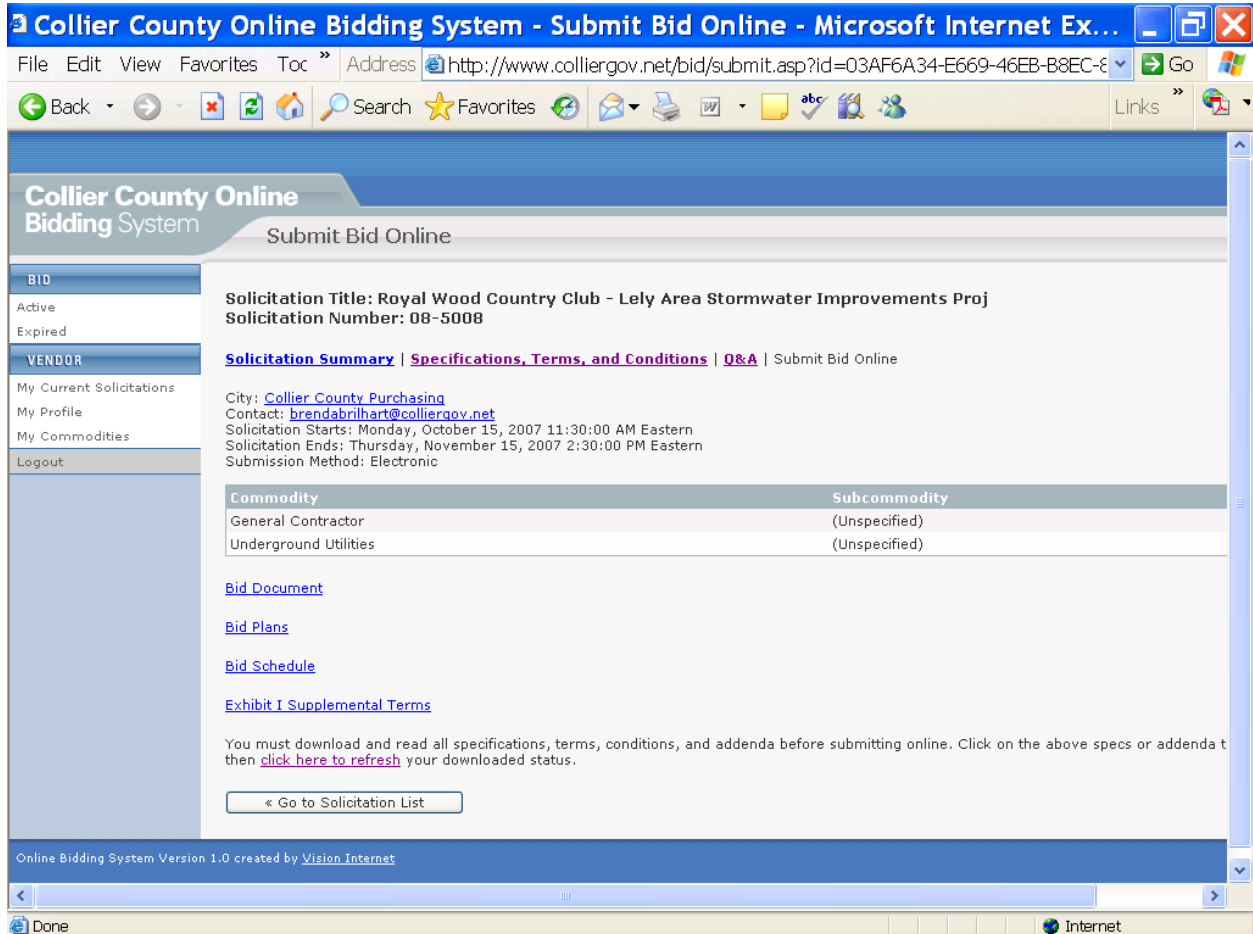 Collier County Online Bidding System - Submit Bid Online - Microsoft Internet Ex...
File Edit View Favorites Toc » Address http://www.colliergov.net/bid/submit.asp?id=03AF6A34-E669-46EB-B8EC- Go
Back Search Favorites Links »
Collier County Online
Bidding System
Submit Bid Online
BID
Active
Expired
VENDOR
My Current Solicitations
My Profile
My Commodities
Logout
Solicitation Title: Royal Wood Country Club - Lely Area Stormwater Improvements Proj
Solicitation Number: 08-5008
Solicitation Summary | Specifications, Terms, and Conditions | Q&A | Submit Bid Online
City: Collier County Purchasing
Contact: brendabrilhart@colliergov.net
Solicitation Starts: Monday, October 15, 2007 11:30:00 AM Eastern
Solicitation Ends: Thursday, November 15, 2007 2:30:00 PM Eastern
Submission Method: Electronic
Commodity Subcommodity
General Contractor (Unspecified)
Underground Utilities (Unspecified)
Bid Document
Bid Plans
Bid Schedule
Exhibit I Supplemental Terms
You must download and read all specifications, terms, conditions, and addenda before submitting online. Click on the above specs or addenda t
then click here to refresh your downloaded status.
« Go to Solicitation List
Online Bidding System Version 1.0 created by Vision Internet
Done Internet